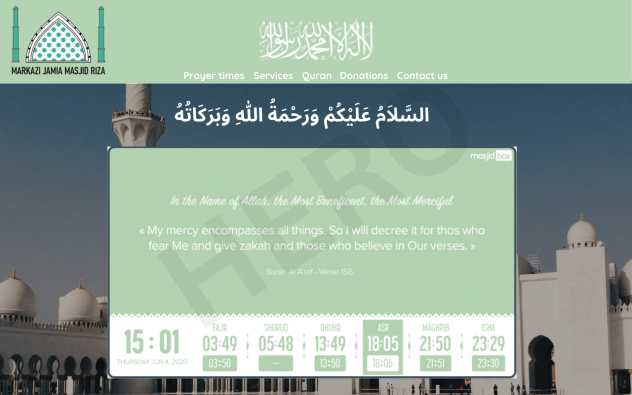 لا إله إلا الله محمد رسول الله
MARKAZI JAMIA MASJID RIZA
Prayer times Services Quran Donations Contact us
السَّلَامُ عَلَيْكُمْ وَرَحْمَةُ اللهِ وَبَرَكَاتُهُ
masjid box
In the Name of Allah, the Most Beneficent, the Most Merciful
« My mercy encompasses all things. So I will decree it for thos who
fear Me and give zakah and those who believe in Our verses. »
Surah Al A'raf - Verse 156
HERO
FAJR SHURUQ DHUHR ASR MAGHRIB ISHA
15:01 03:49 05:48 13:49 18:05 21:50 23:29
THURSDAY JUN 4, 2020 03:50 -- 13:50 18:06 21:51 23:30